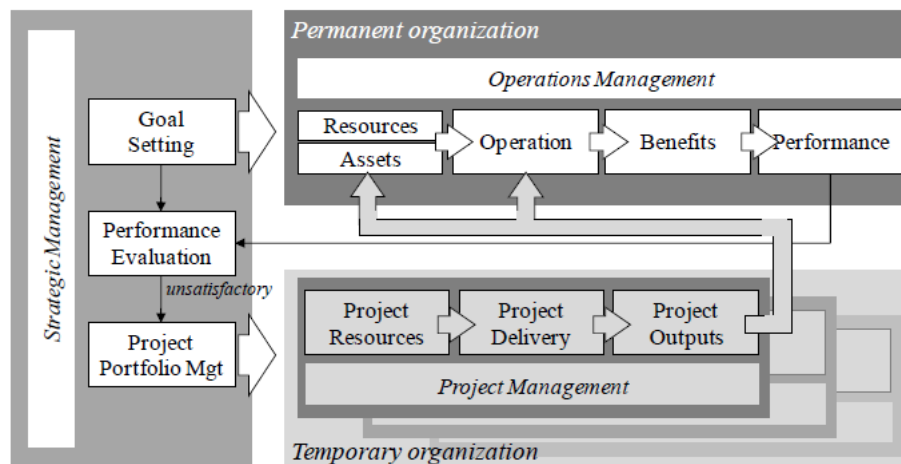 Strategic Management
Goal
Setting
Performance
Evaluation
unsatisfactory
Project
Portfolio Mgt
Permanent organization
Operations Management
Resources
Assets
Operation
Benefits
Performance
Project
Resources
Project
Delivery
Project
Outputs
Project Management
Temporary organization